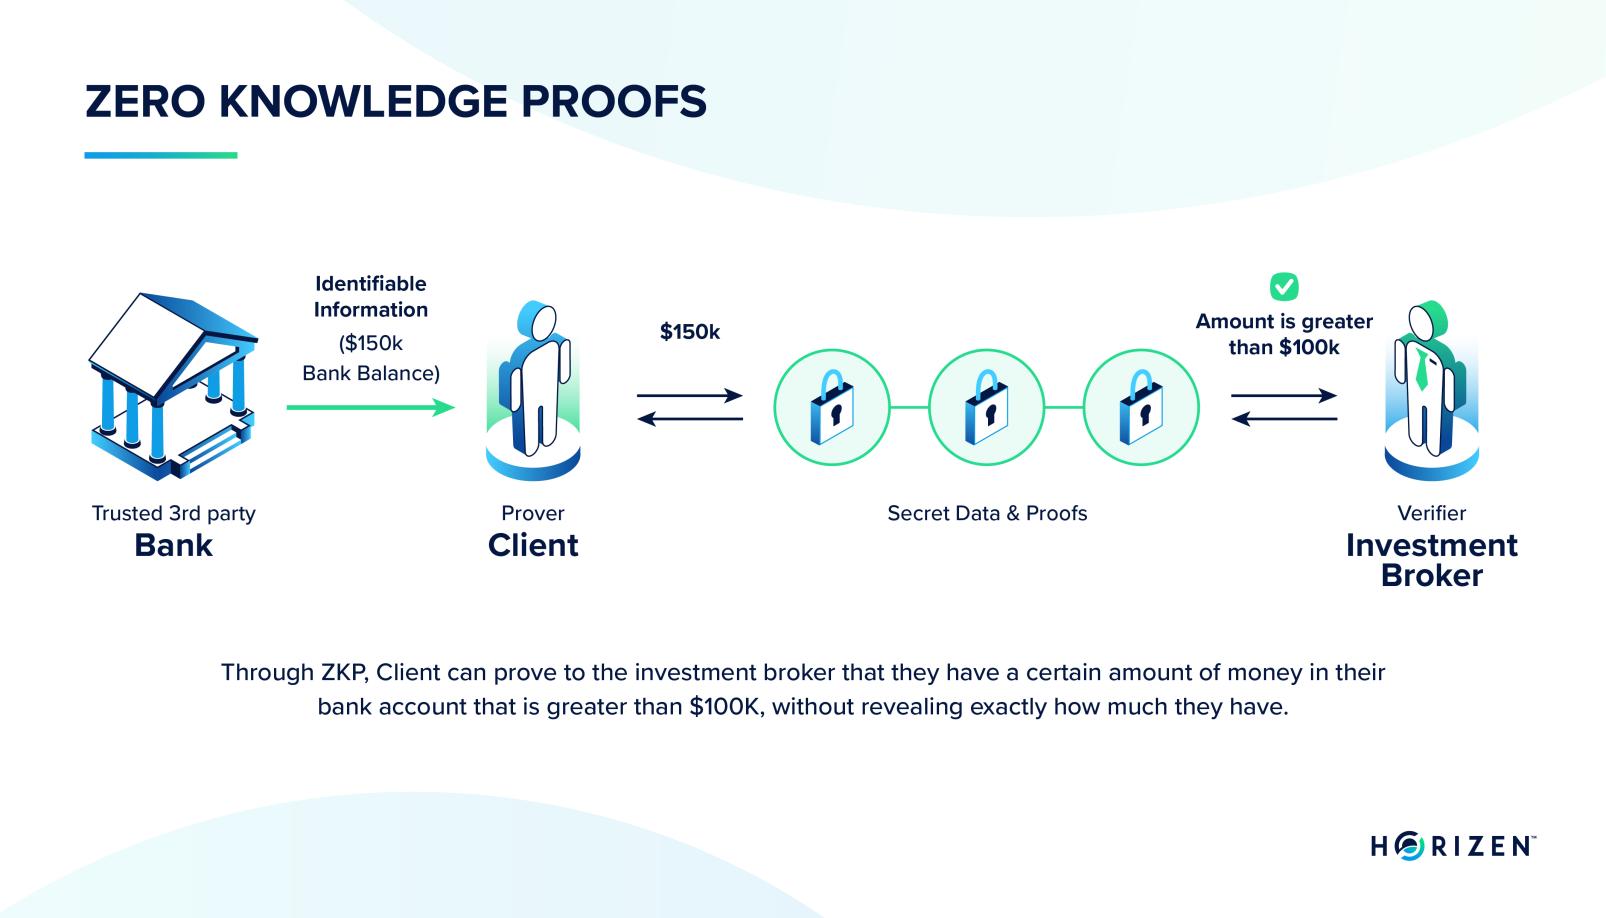 ZERO KNOWLEDGE PROOFS
Identifiable
Information
($150k
Bank Balance)
$150k
Amount is greater
than $100k
Trusted 3rd party
Bank
Prover
Client
Secret Data & Proofs
Verifier
Investment
Broker
Through ZKP, Client can prove to the investment broker that they have a certain amount of money in their
bank account that is greater than $100K, without revealing exactly how much they have.
HORIZEN™